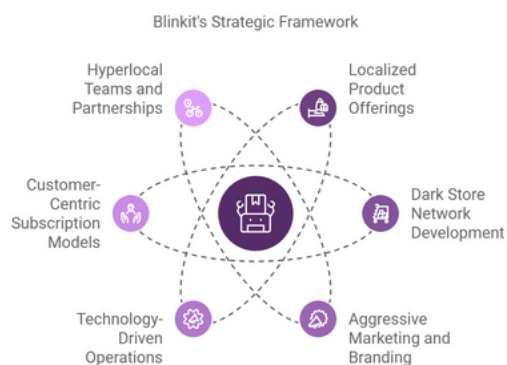 Blinkit's Strategic Framework
Hyperlocal
Teams and
Partnerships
Localized
Product
Offerings
Customer-
Centric
Subscription
Models
Dark Store
Network
Development
Technology-
Driven
Operations
Aggressive
Marketing and
Branding